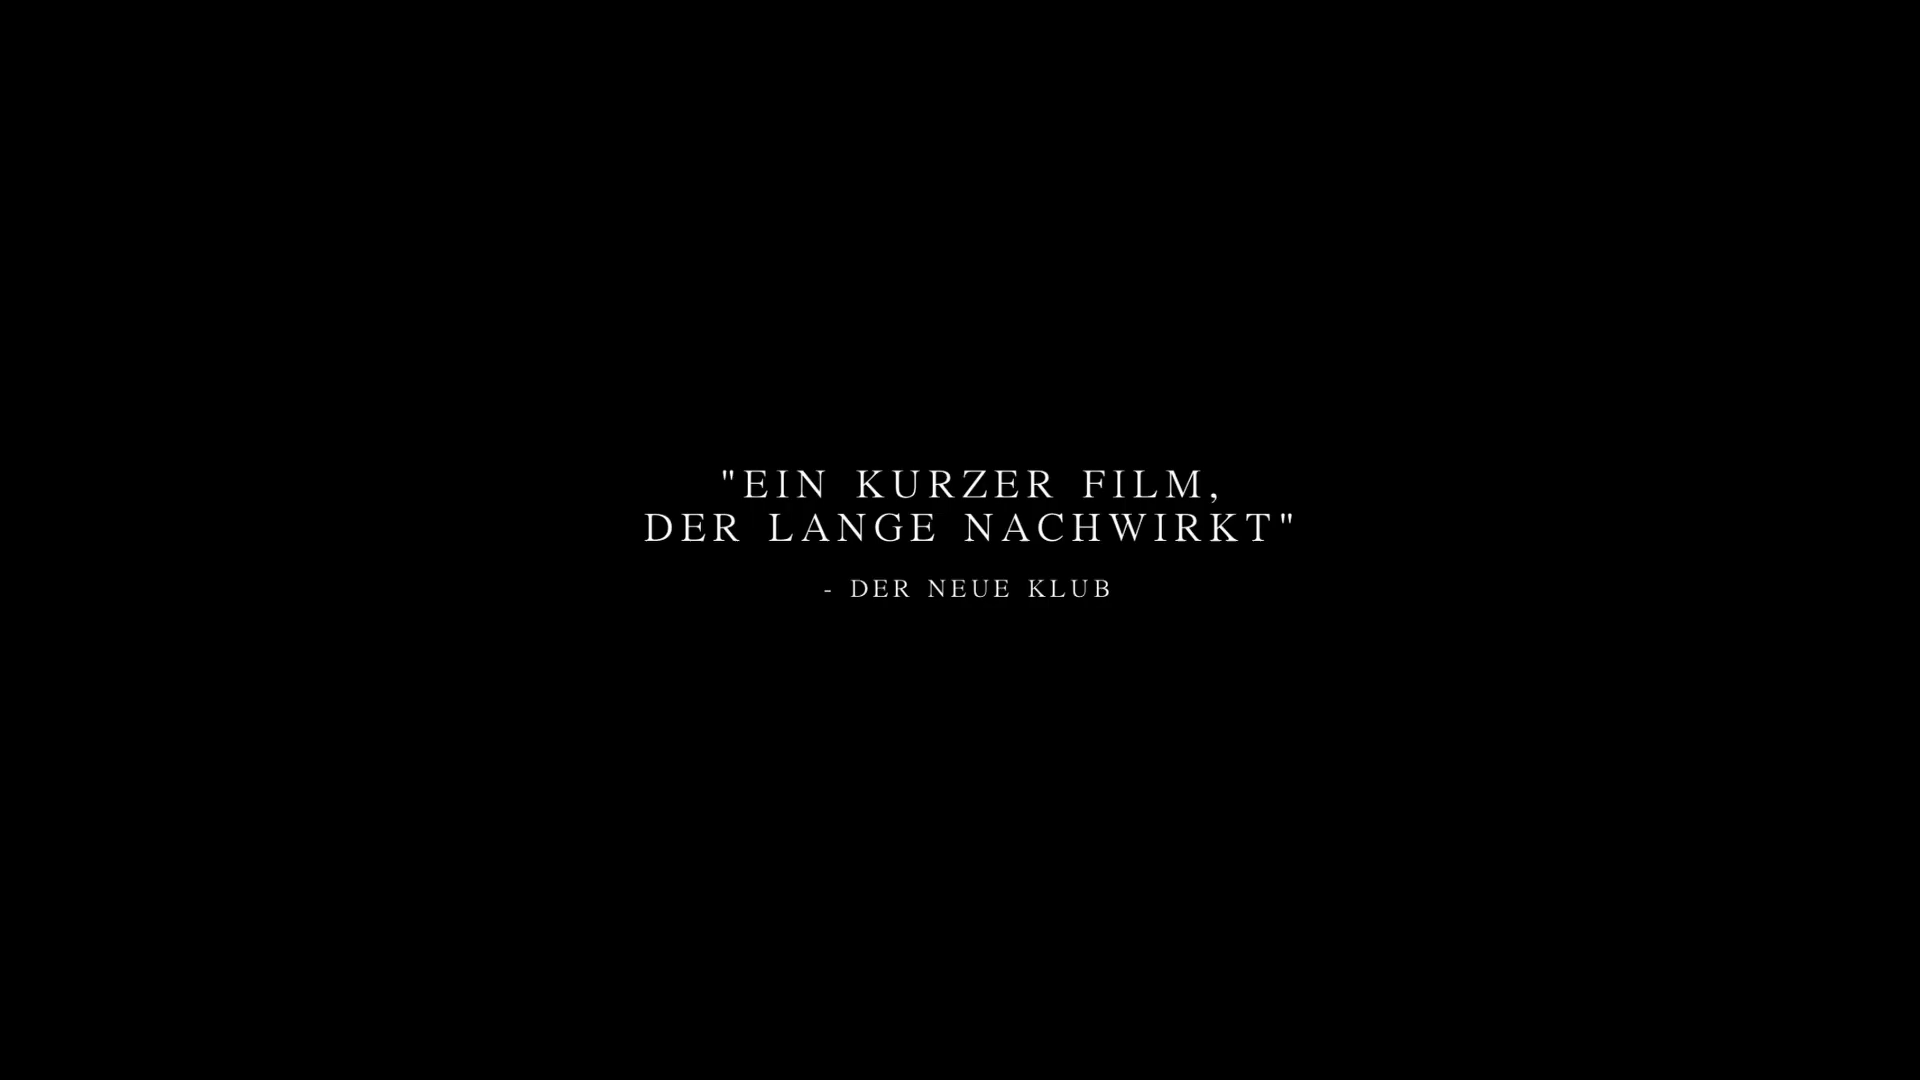 "EIN KURZER FILM,
DER LANGE NACHWIRKT"
- DER NEUE KLUB